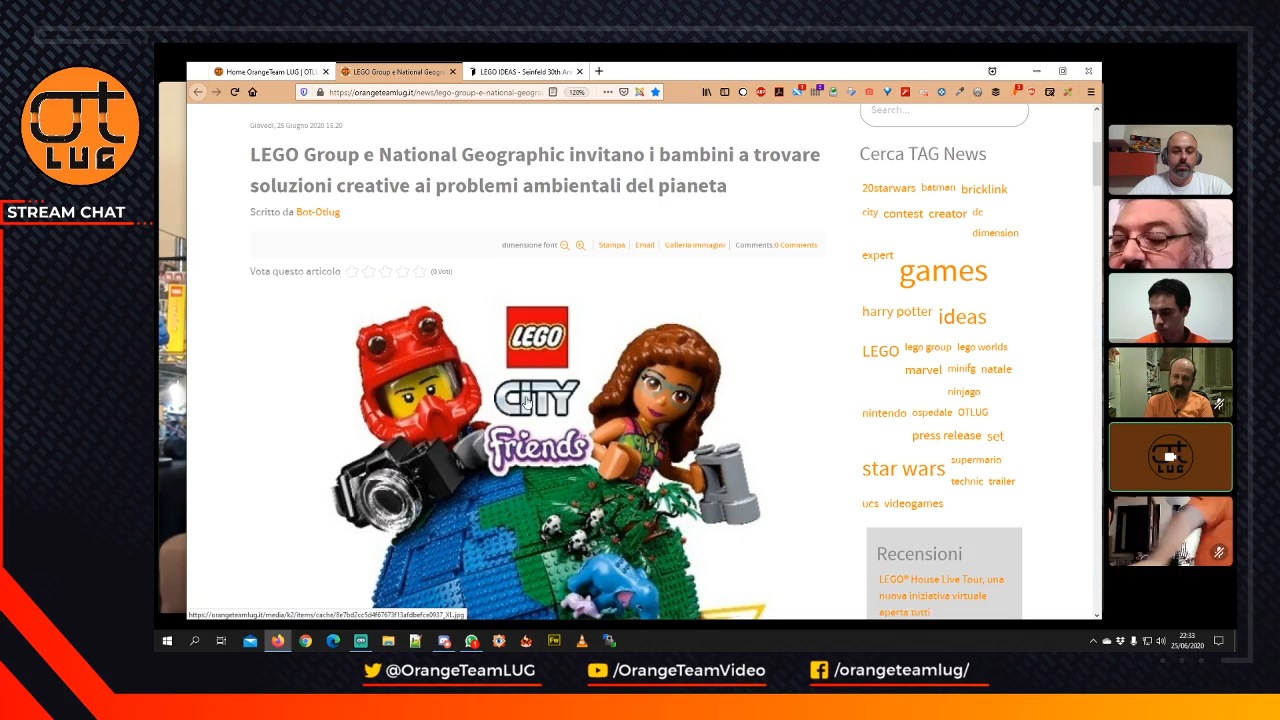 LUG
STREAM CHAT
Home OrangeTeam LUG | OTLU
LEGO Group e National Geogra
LEGO IDEAS - Seinfeld 30th Ann
https://orangeteamlug.it/news/lego-group-e-national-geogra
120%
Giovedì, 25 Giugno 2020 15:20
LEGO Group e National Geographic invitano i bambini a trovare
soluzioni creative ai problemi ambientali del pianeta
Scritto da Bot-Otlug
dimensione font
Stampa
Email
Galleria immagini
Comments:0 Comments
Vota questo articolo
(0 Voti)
LEGO
CITY
Friends
Search...
Cerca TAG News
20starwars batman bricklink
city contest creator dc
dimension
expert
games
harry potter ideas
LEGO lego group lego worlds
marvel minifg natale
ninjago
nintendo ospedale OTLUG
press release set
star wars supermario
technic trailer
ucs videogames
Recensioni
LEGO® House Live Tour, una
nuova iniziativa virtuale
aperta tutti
LUG
22:33
25/06/2020
@OrangeTeamLUG
/OrangeTeamVideo
/orangeteamlug/